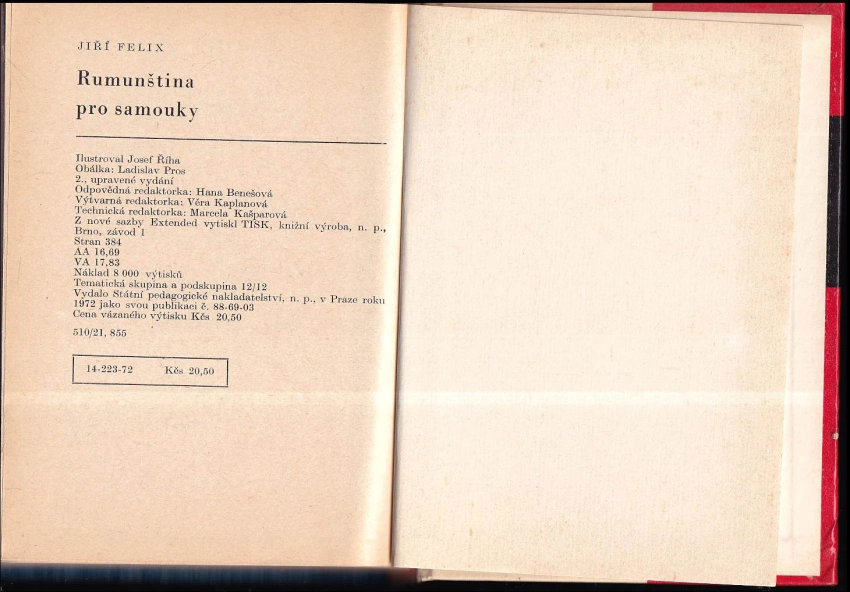 JIŘÍ FELIX
Rumunština
pro samouky
Ilustroval Josef Říha
Obálka: Ladislav Pros
2., upravené vydání
Odpovědná redaktorka: Hana Benešová
Výtvarná redaktorka: Věra Kaplanová
Technická redaktorka: Marcela Kašparová
Z nové sazby Extended vytiskl TISK, knižní výroba, n. p.,
Brno, závod 1
Stran 384
AA 16,69
VA 17,83
Náklad 8 000 výtisků
Tematická skupina a podskupina 12/12
Vydalo Státní pedagogické nakladatelství, n. p., v Praze roku
1972 jako svou publikaci č. 88-69-03
Cena vázaného výtisku Kčs 20,50
510/21, 855
14-223-72 Kčs 20,50